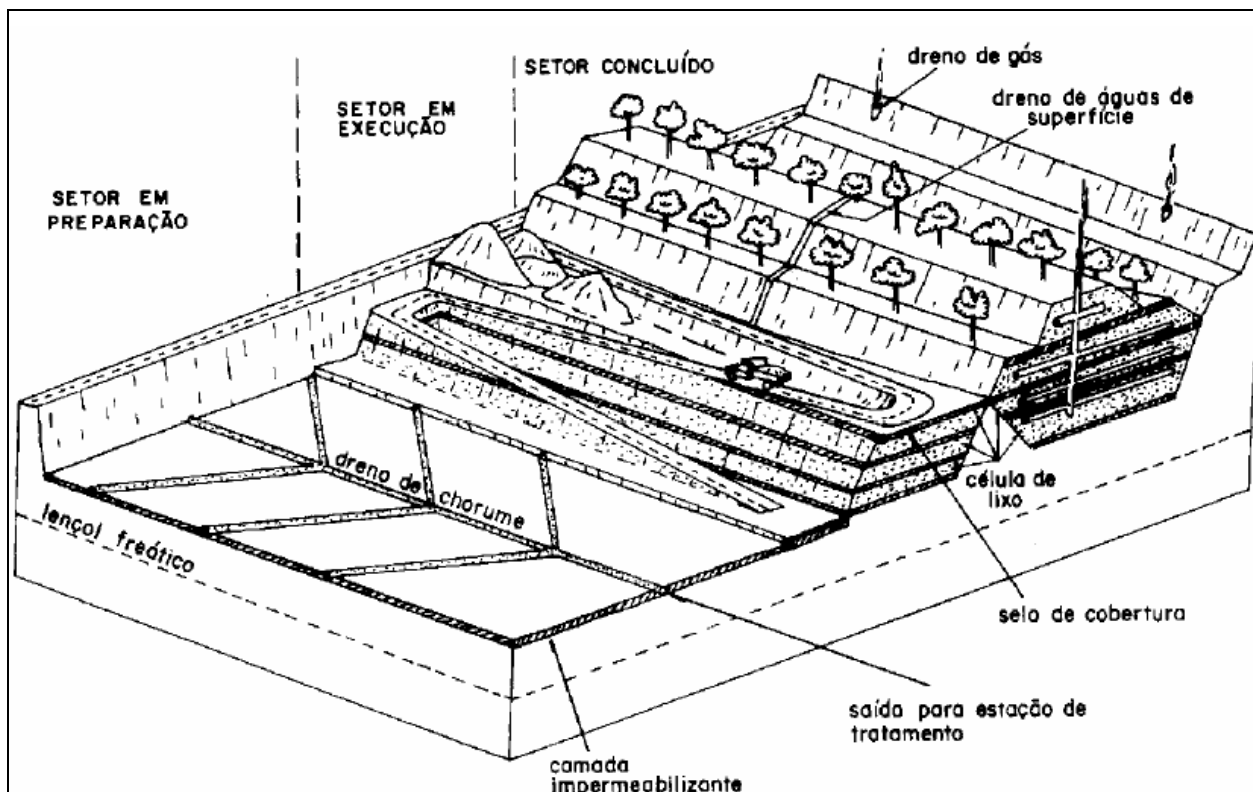 dreno de gás
SETOR CONCLUÍDO
dreno de águas de
superfície
SETOR EM
EXECUÇÃO
SETOR EM
PREPARAÇÃO
dreno de chorume
célula de
lixo
lençol freático
selo de cobertura
saída para estação de
tratamento
camada
impermeabilizante